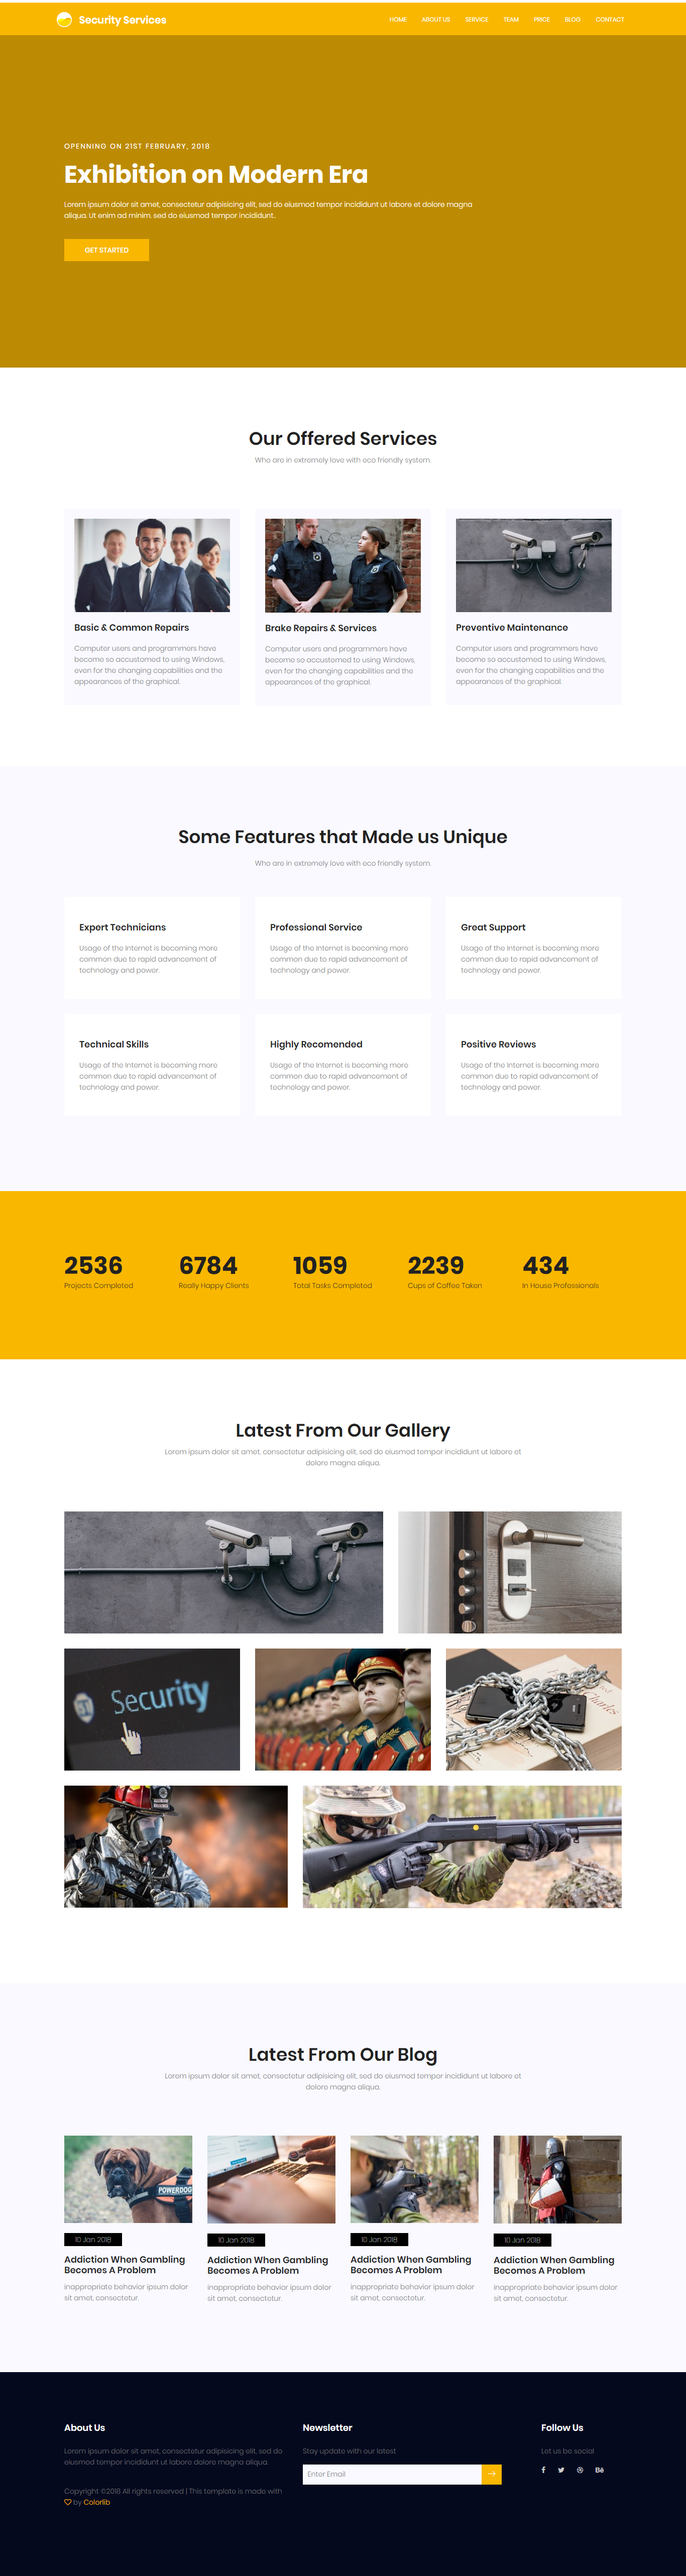 Security Services
HOME ABOUT US SERVICE TEAM PRICE BLOG CONTACT
OPENNING ON 21ST FEBRUARY, 2018
Exhibition on Modern Era
Lorem ipsum dolor sit amet, consectetur adipisicing elit, sed do eiusmod tempor incididunt ut labore et dolore magna
aliqua. Ut enim ad minim. sed do eiusmod tempor incididunt..
GET STARTED
Our Offered Services
Who are in extremely love with eco friendly system.
Basic & Common Repairs
Computer users and programmers have
become so accustomed to using Windows,
even for the changing capabilities and the
appearances of the graphical.
Brake Repairs & Services
Computer users and programmers have
become so accustomed to using Windows,
even for the changing capabilities and the
appearances of the graphical.
Preventive Maintenance
Computer users and programmers have
become so accustomed to using Windows,
even for the changing capabilities and the
appearances of the graphical.
Some Features that Made us Unique
Who are in extremely love with eco friendly system.
Expert Technicians
Usage of the Internet is becoming more
common due to rapid advancement of
technology and power.
Professional Service
Usage of the Internet is becoming more
common due to rapid advancement of
technology and power.
Great Support
Usage of the Internet is becoming more
common due to rapid advancement of
technology and power.
Technical Skills
Usage of the Internet is becoming more
common due to rapid advancement of
technology and power.
Highly Recomended
Usage of the Internet is becoming more
common due to rapid advancement of
technology and power.
Positive Reviews
Usage of the Internet is becoming more
common due to rapid advancement of
technology and power.
2536
Projects Completed
6784
Really Happy Clients
1059
Total Tasks Completed
2239
Cups of Coffee Taken
434
In House Professionals
Latest From Our Gallery
Lorem ipsum dolor sit amet, consectetur adipisicing elit, sed do eiusmod tempor incididunt ut labore et
dolore magna aliqua.
Security
Latest From Our Blog
Lorem ipsum dolor sit amet, consectetur adipisicing elit, sed do eiusmod tempor incididunt ut labore et
dolore magna aliqua.
POWERDOG
10 Jan 2018
Addiction When Gambling
Becomes A Problem
inappropriate behavior ipsum dolor
sit amet, consectetur.
10 Jan 2018
Addiction When Gambling
Becomes A Problem
inappropriate behavior ipsum dolor
sit amet, consectetur.
10 Jan 2018
Addiction When Gambling
Becomes A Problem
inappropriate behavior ipsum dolor
sit amet, consectetur.
10 Jan 2018
Addiction When Gambling
Becomes A Problem
inappropriate behavior ipsum dolor
sit amet, consectetur.
About Us
Lorem ipsum dolor sit amet, consectetur adipisicing elit, sed do
eiusmod tempor incididunt ut labore dolore magna aliqua.
Copyright ©2018 All rights reserved | This template is made with
by Colorlib
Newsletter
Stay update with our latest
Enter Email
Follow Us
Let us be social